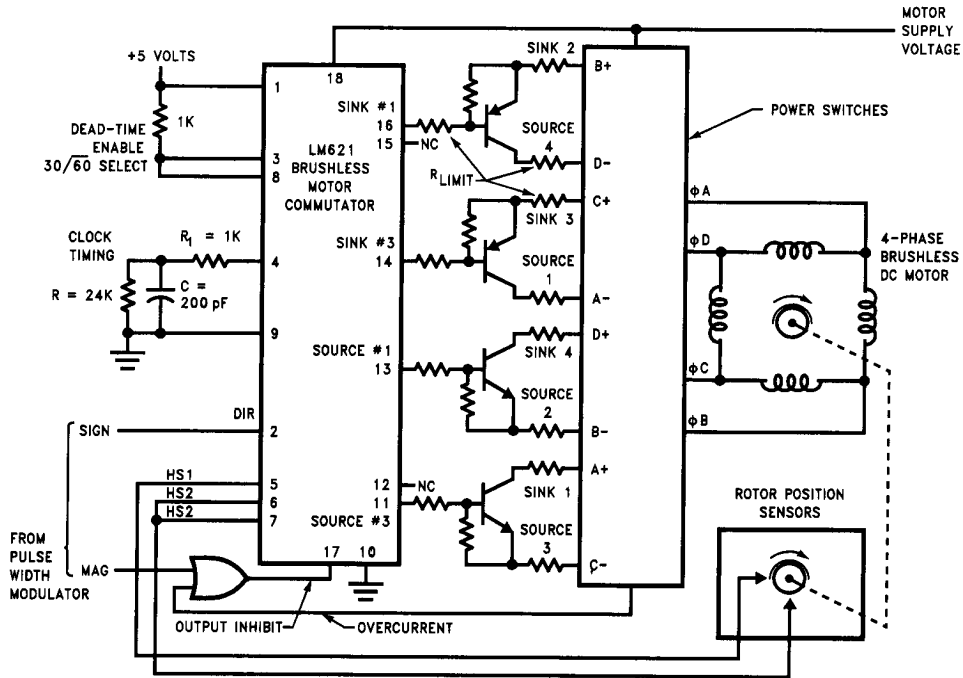 MOTOR
SUPPLY
VOLTAGE
+5 VOLTS
1
18
SINK 2
B+
1K
SINK #1
16
15
NC
SOURCE
4
D-
POWER SWITCHES
DEAD-TIME
ENABLE
30/60 SELECT
3
8
LM621
BRUSHLESS
MOTOR
COMMUTATOR
RLIMIT
C+
SINK 3
ϕA
CLOCK
TIMING
R1 = 1K
4
SINK #3
14
SOURCE
1
A-
ϕD
4-PHASE
BRUSHLESS
DC MOTOR
R = 24K
C =
200 pF
9
SOURCE #1
13
D+
SINK 4
SOURCE
2
B-
ϕC
ϕB
DIR
SIGN
2
HS1
5
HS2
6
HS2
7
12
NC
11
SOURCE #3
A+
SINK 1
SOURCE
3
C-
ROTOR POSITION
SENSORS
FROM
PULSE
WIDTH
MODULATOR
MAG
17
10
OUTPUT INHIBIT
OVERCURRENT